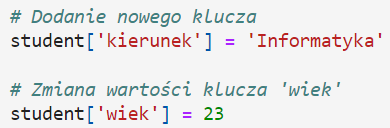 # Dodanie nowego klucza
student['kierunek'] = 'Informatyka'
# Zmiana wartości klucza 'wiek'
student['wiek'] = 23